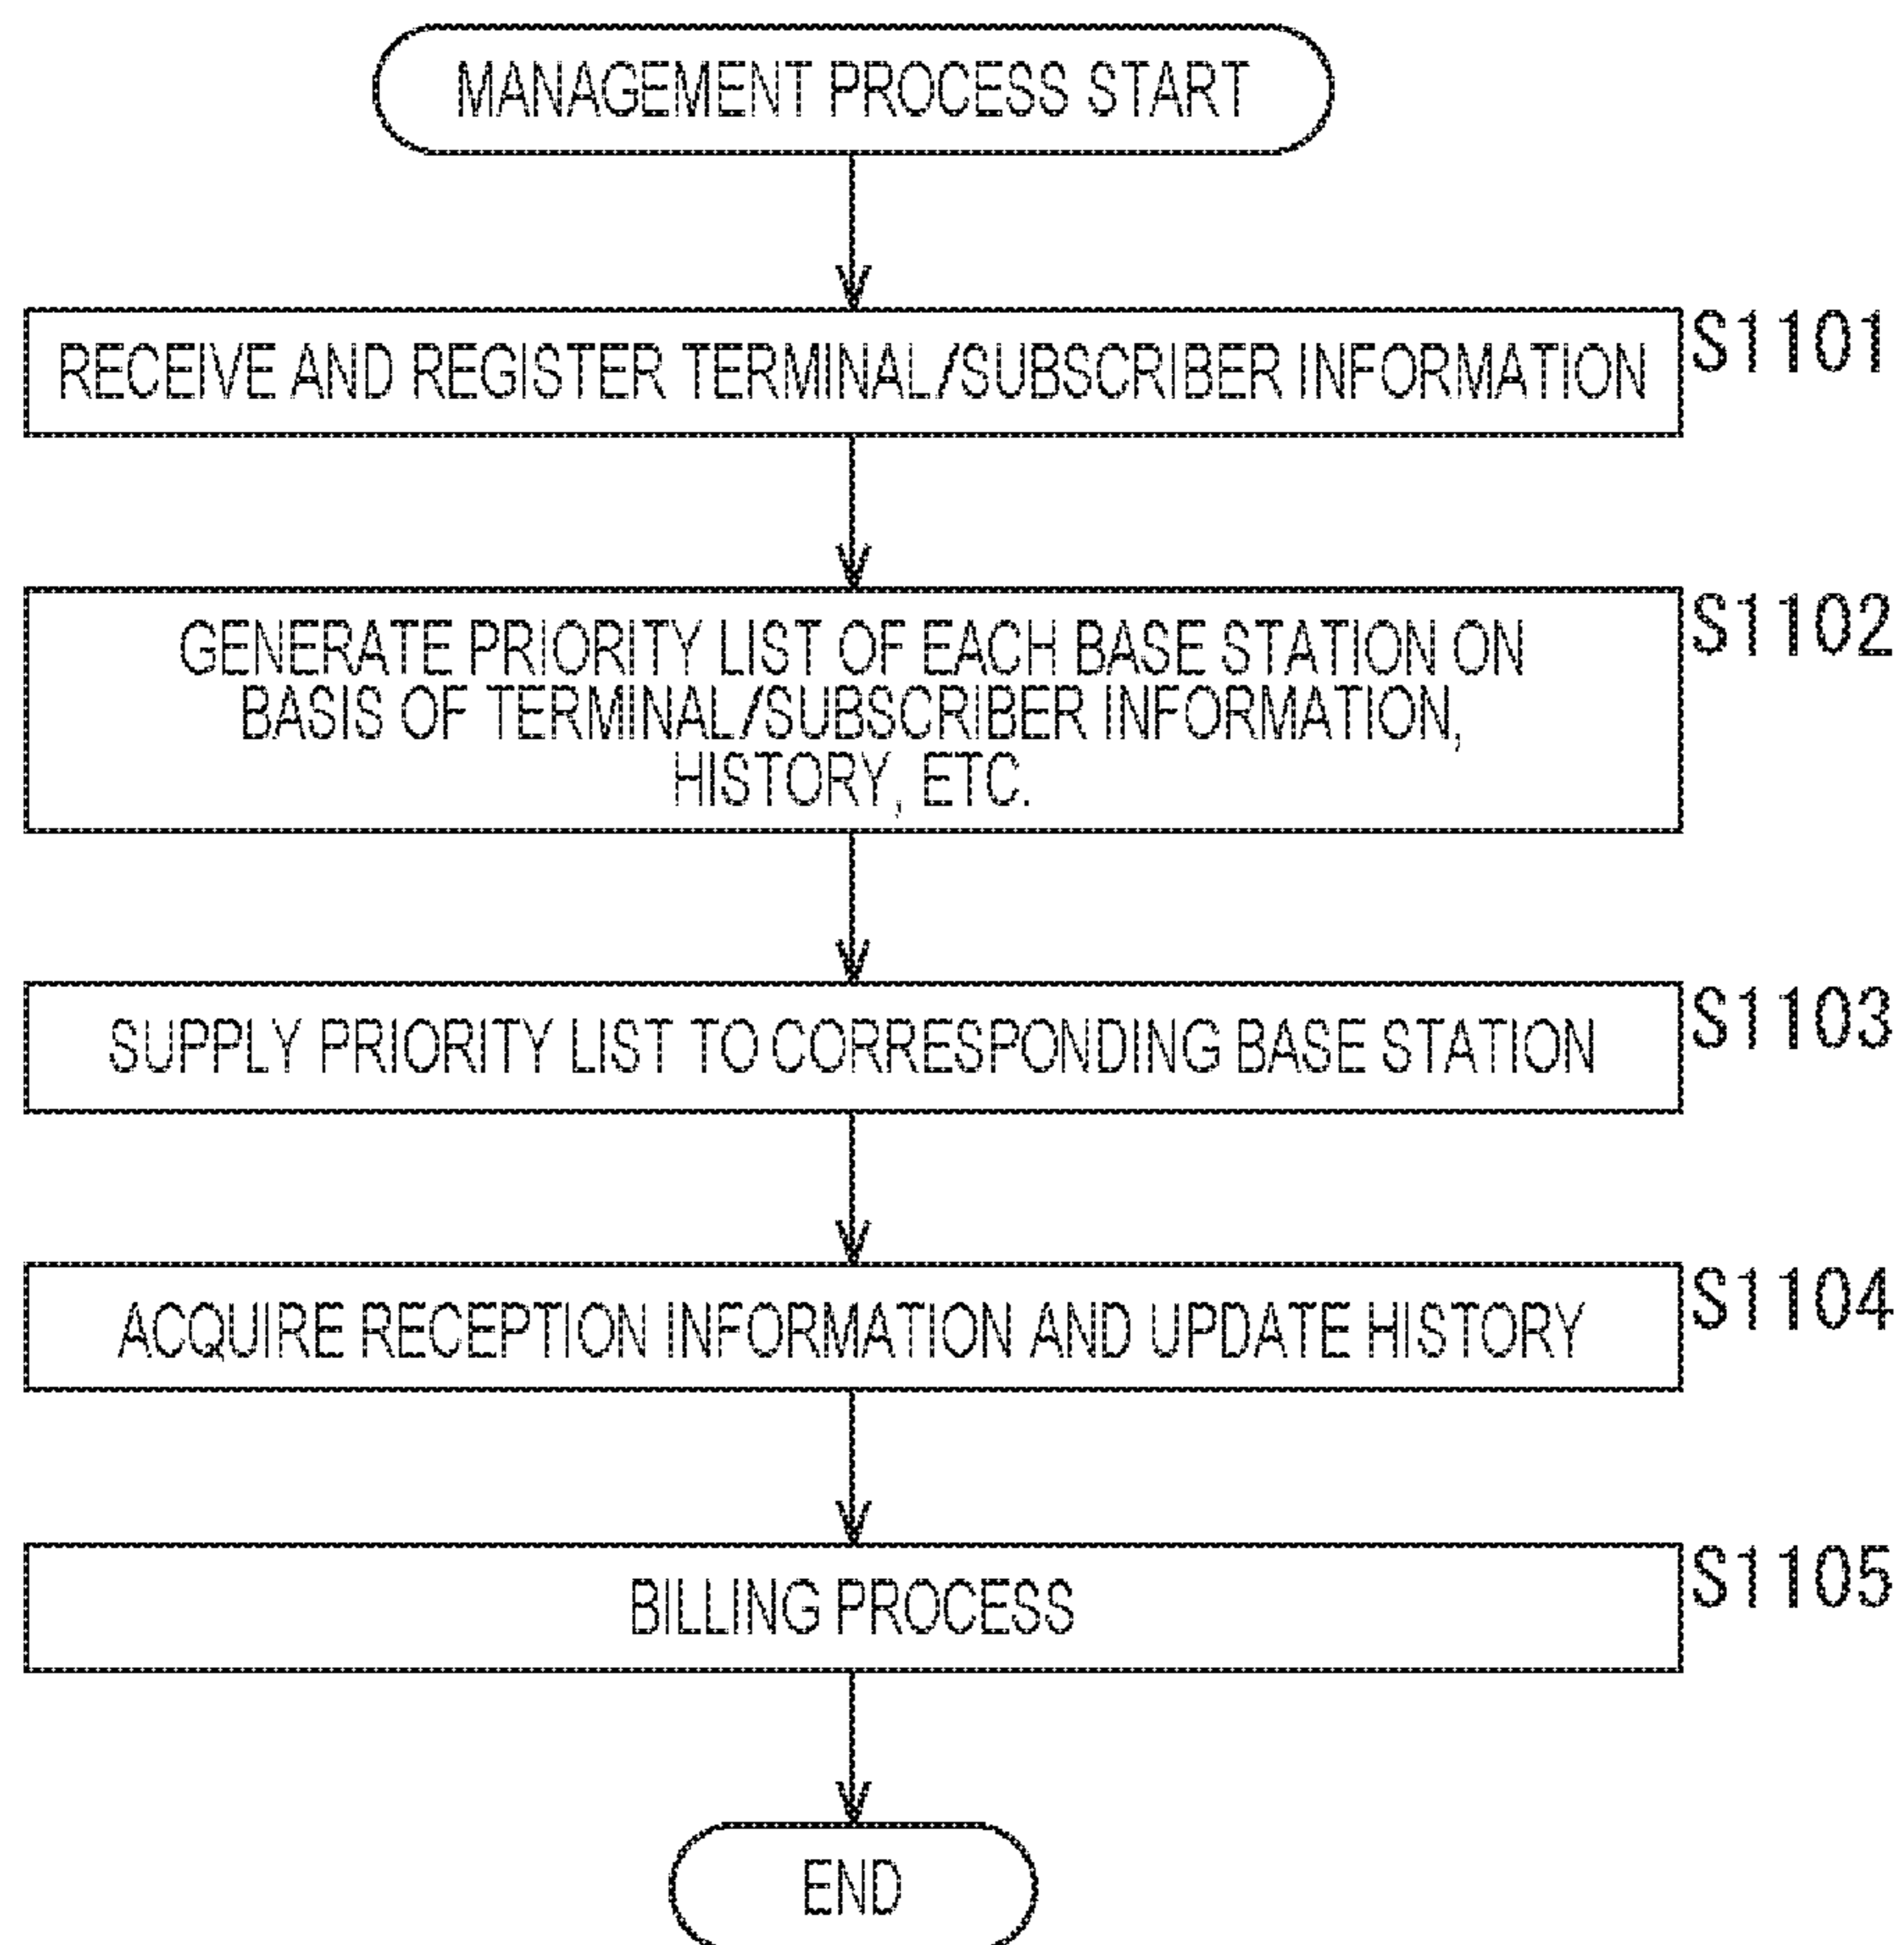 MANAGEMENT PROCESS START
RECEIVE AND REGISTER TERMINAL/SUBSCRIBER INFORMATION
S1101
GENERATE PRIORITY LIST OF EACH BASE STATION ON
BASIS OF TERMINAL/SUBSCRIBER INFORMATION,
HISTORY, ETC.
S1102
SUPPLY PRIORITY LIST TO CORRESPONDING BASE STATION
S1103
ACQUIRE RECEPTION INFORMATION AND UPDATE HISTORY
S1104
BILLING PROCESS
S1105
END